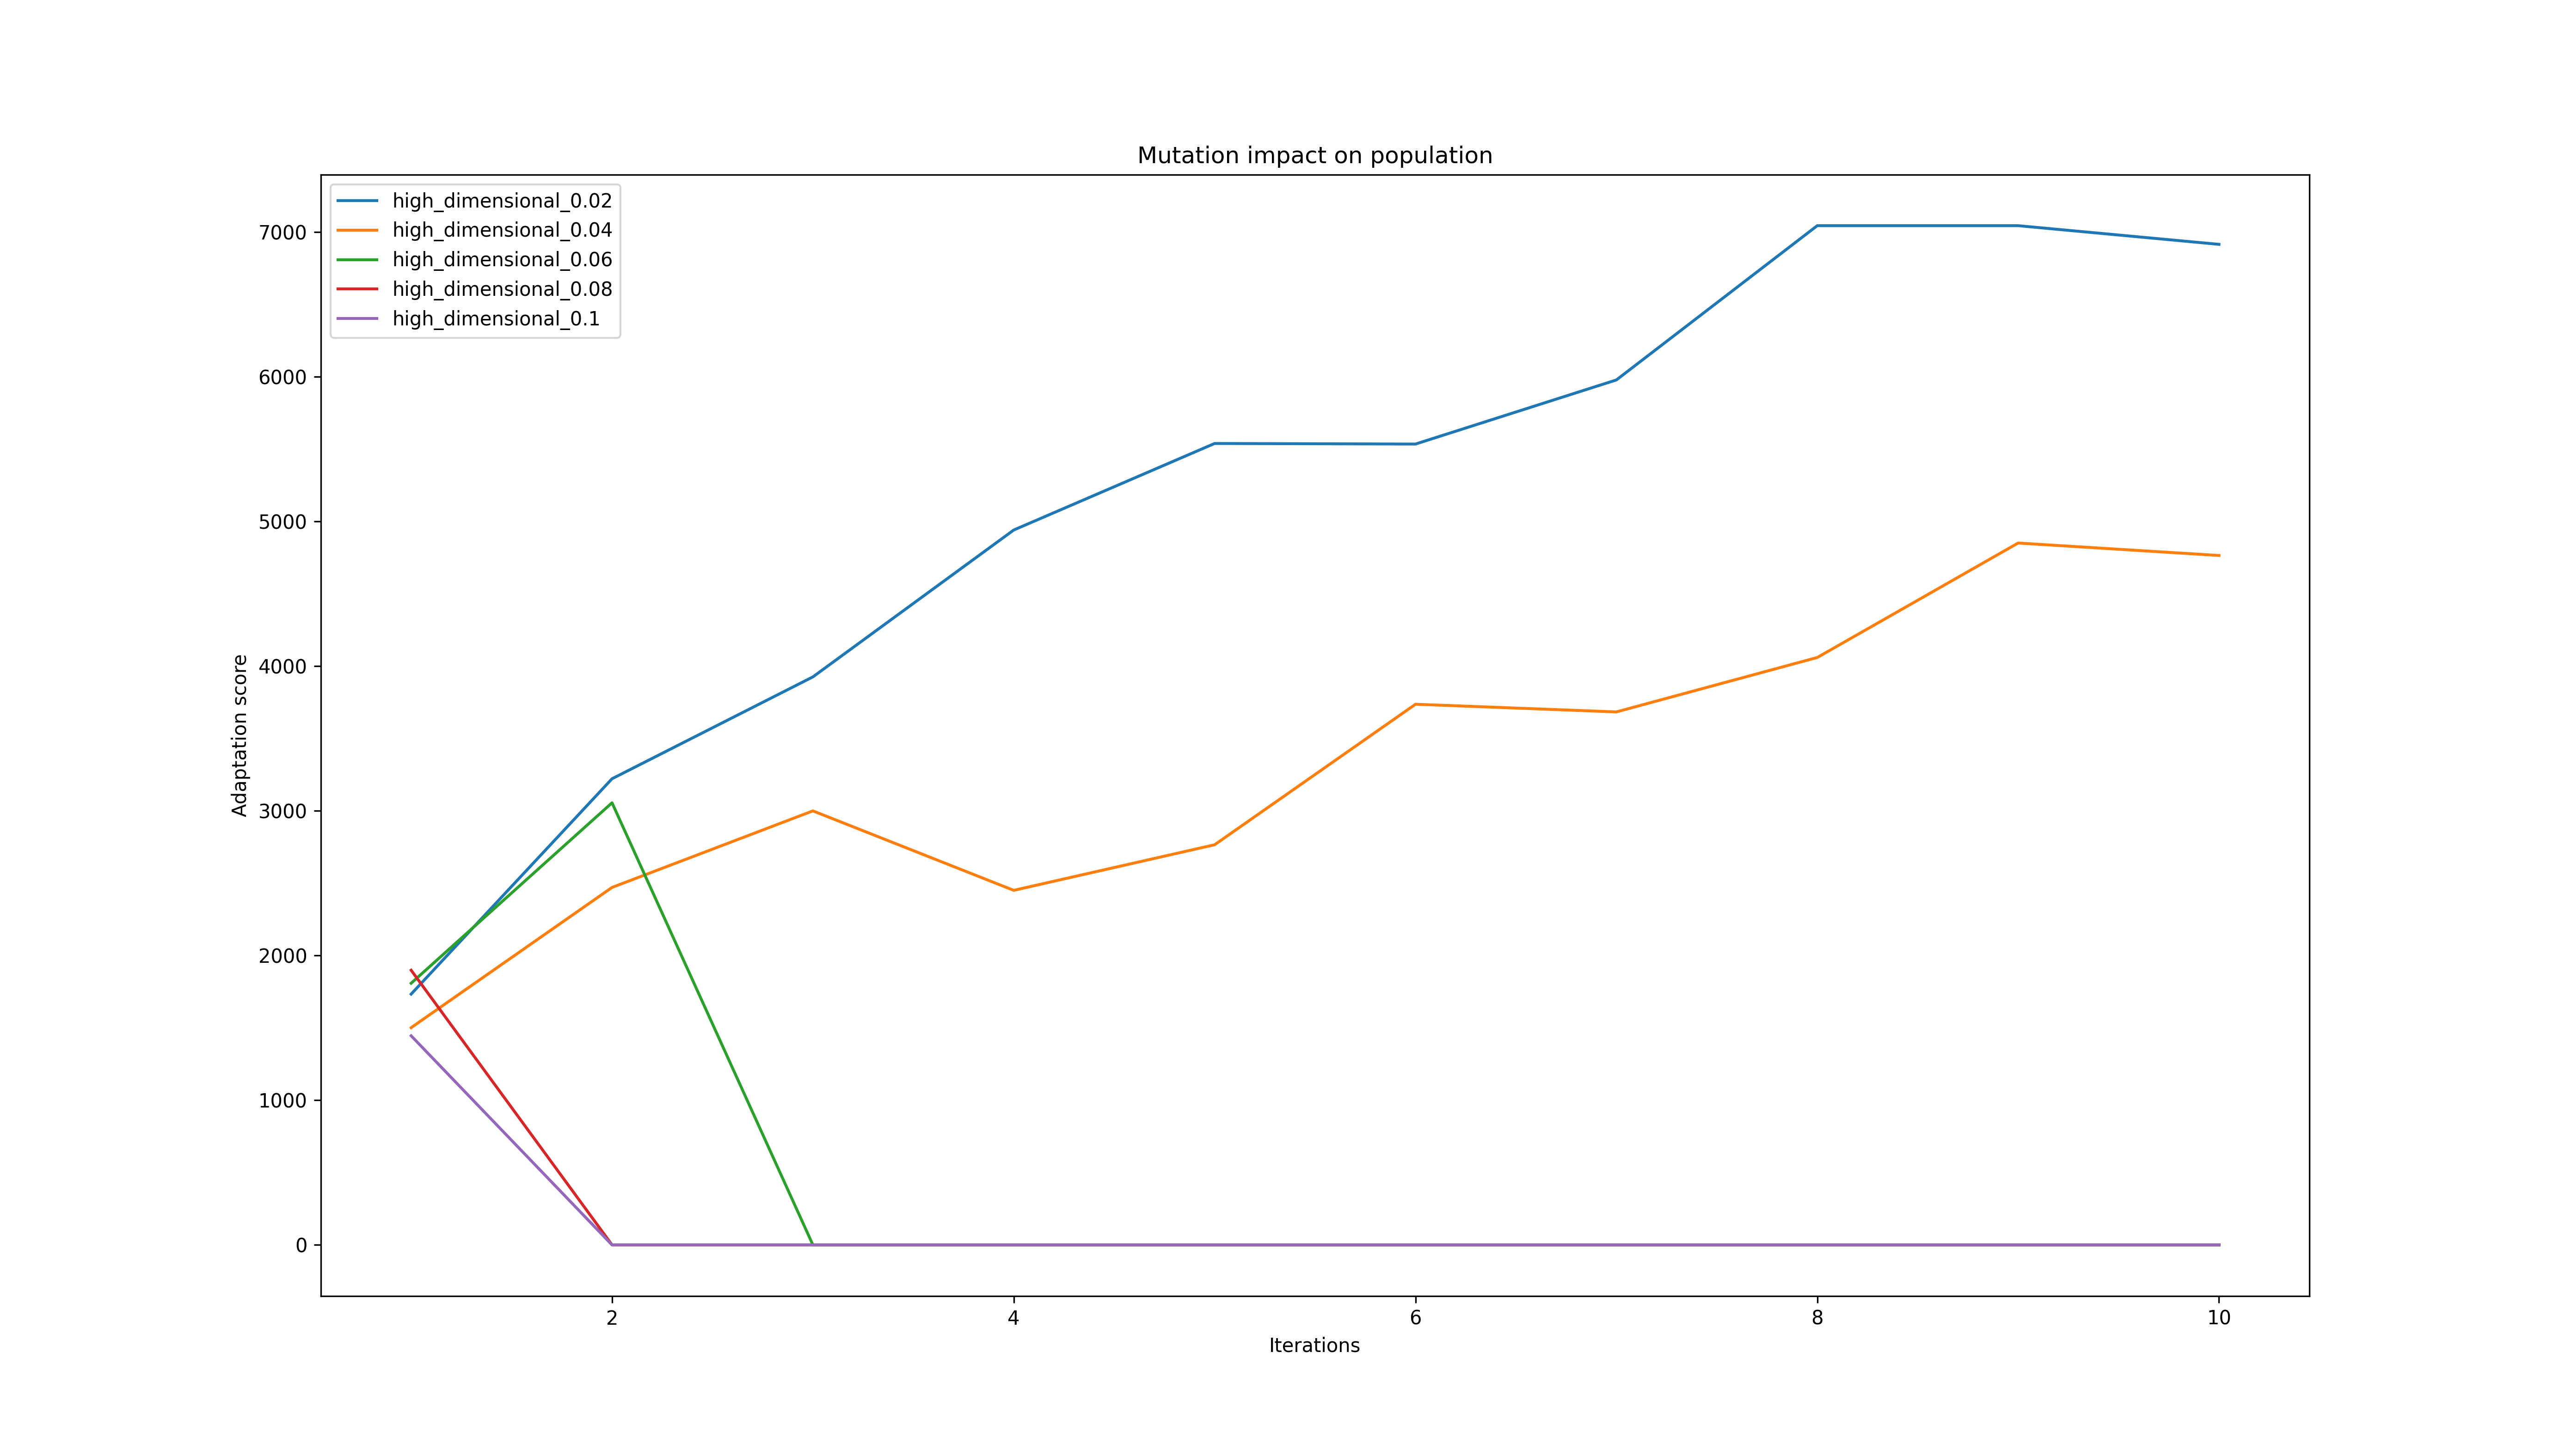 Mutation impact on population
high_dimensional_0.02
high_dimensional_0.04
high_dimensional_0.06
high_dimensional_0.08
high_dimensional_0.1
7000
6000
5000
4000
3000
2000
1000
0
Adaptation score
2 4 6 8 10
Iterations